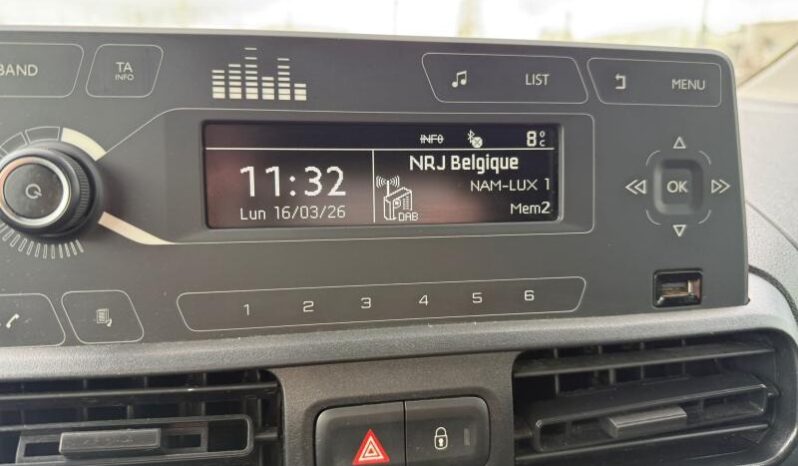 BAND
TA
INFO
LIST
MENU
INFO
8°C
11:32
Lun 16/03/26
DAB
NRJ Belgique
NAM-LUX 1
Mem2
OK
1 2 3 4 5 6